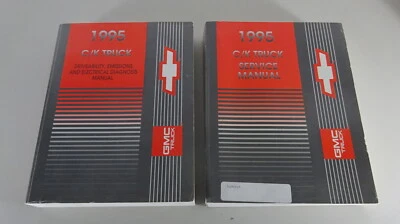 1995
C/K TRUCK
DRIVEABILITY, EMISSIONS,
AND ELECTRICAL DIAGNOSIS
MANUAL
GMC
TRUCK
1995
C/K TRUCK
SERVICE
MANUAL
GMC
TRUCK